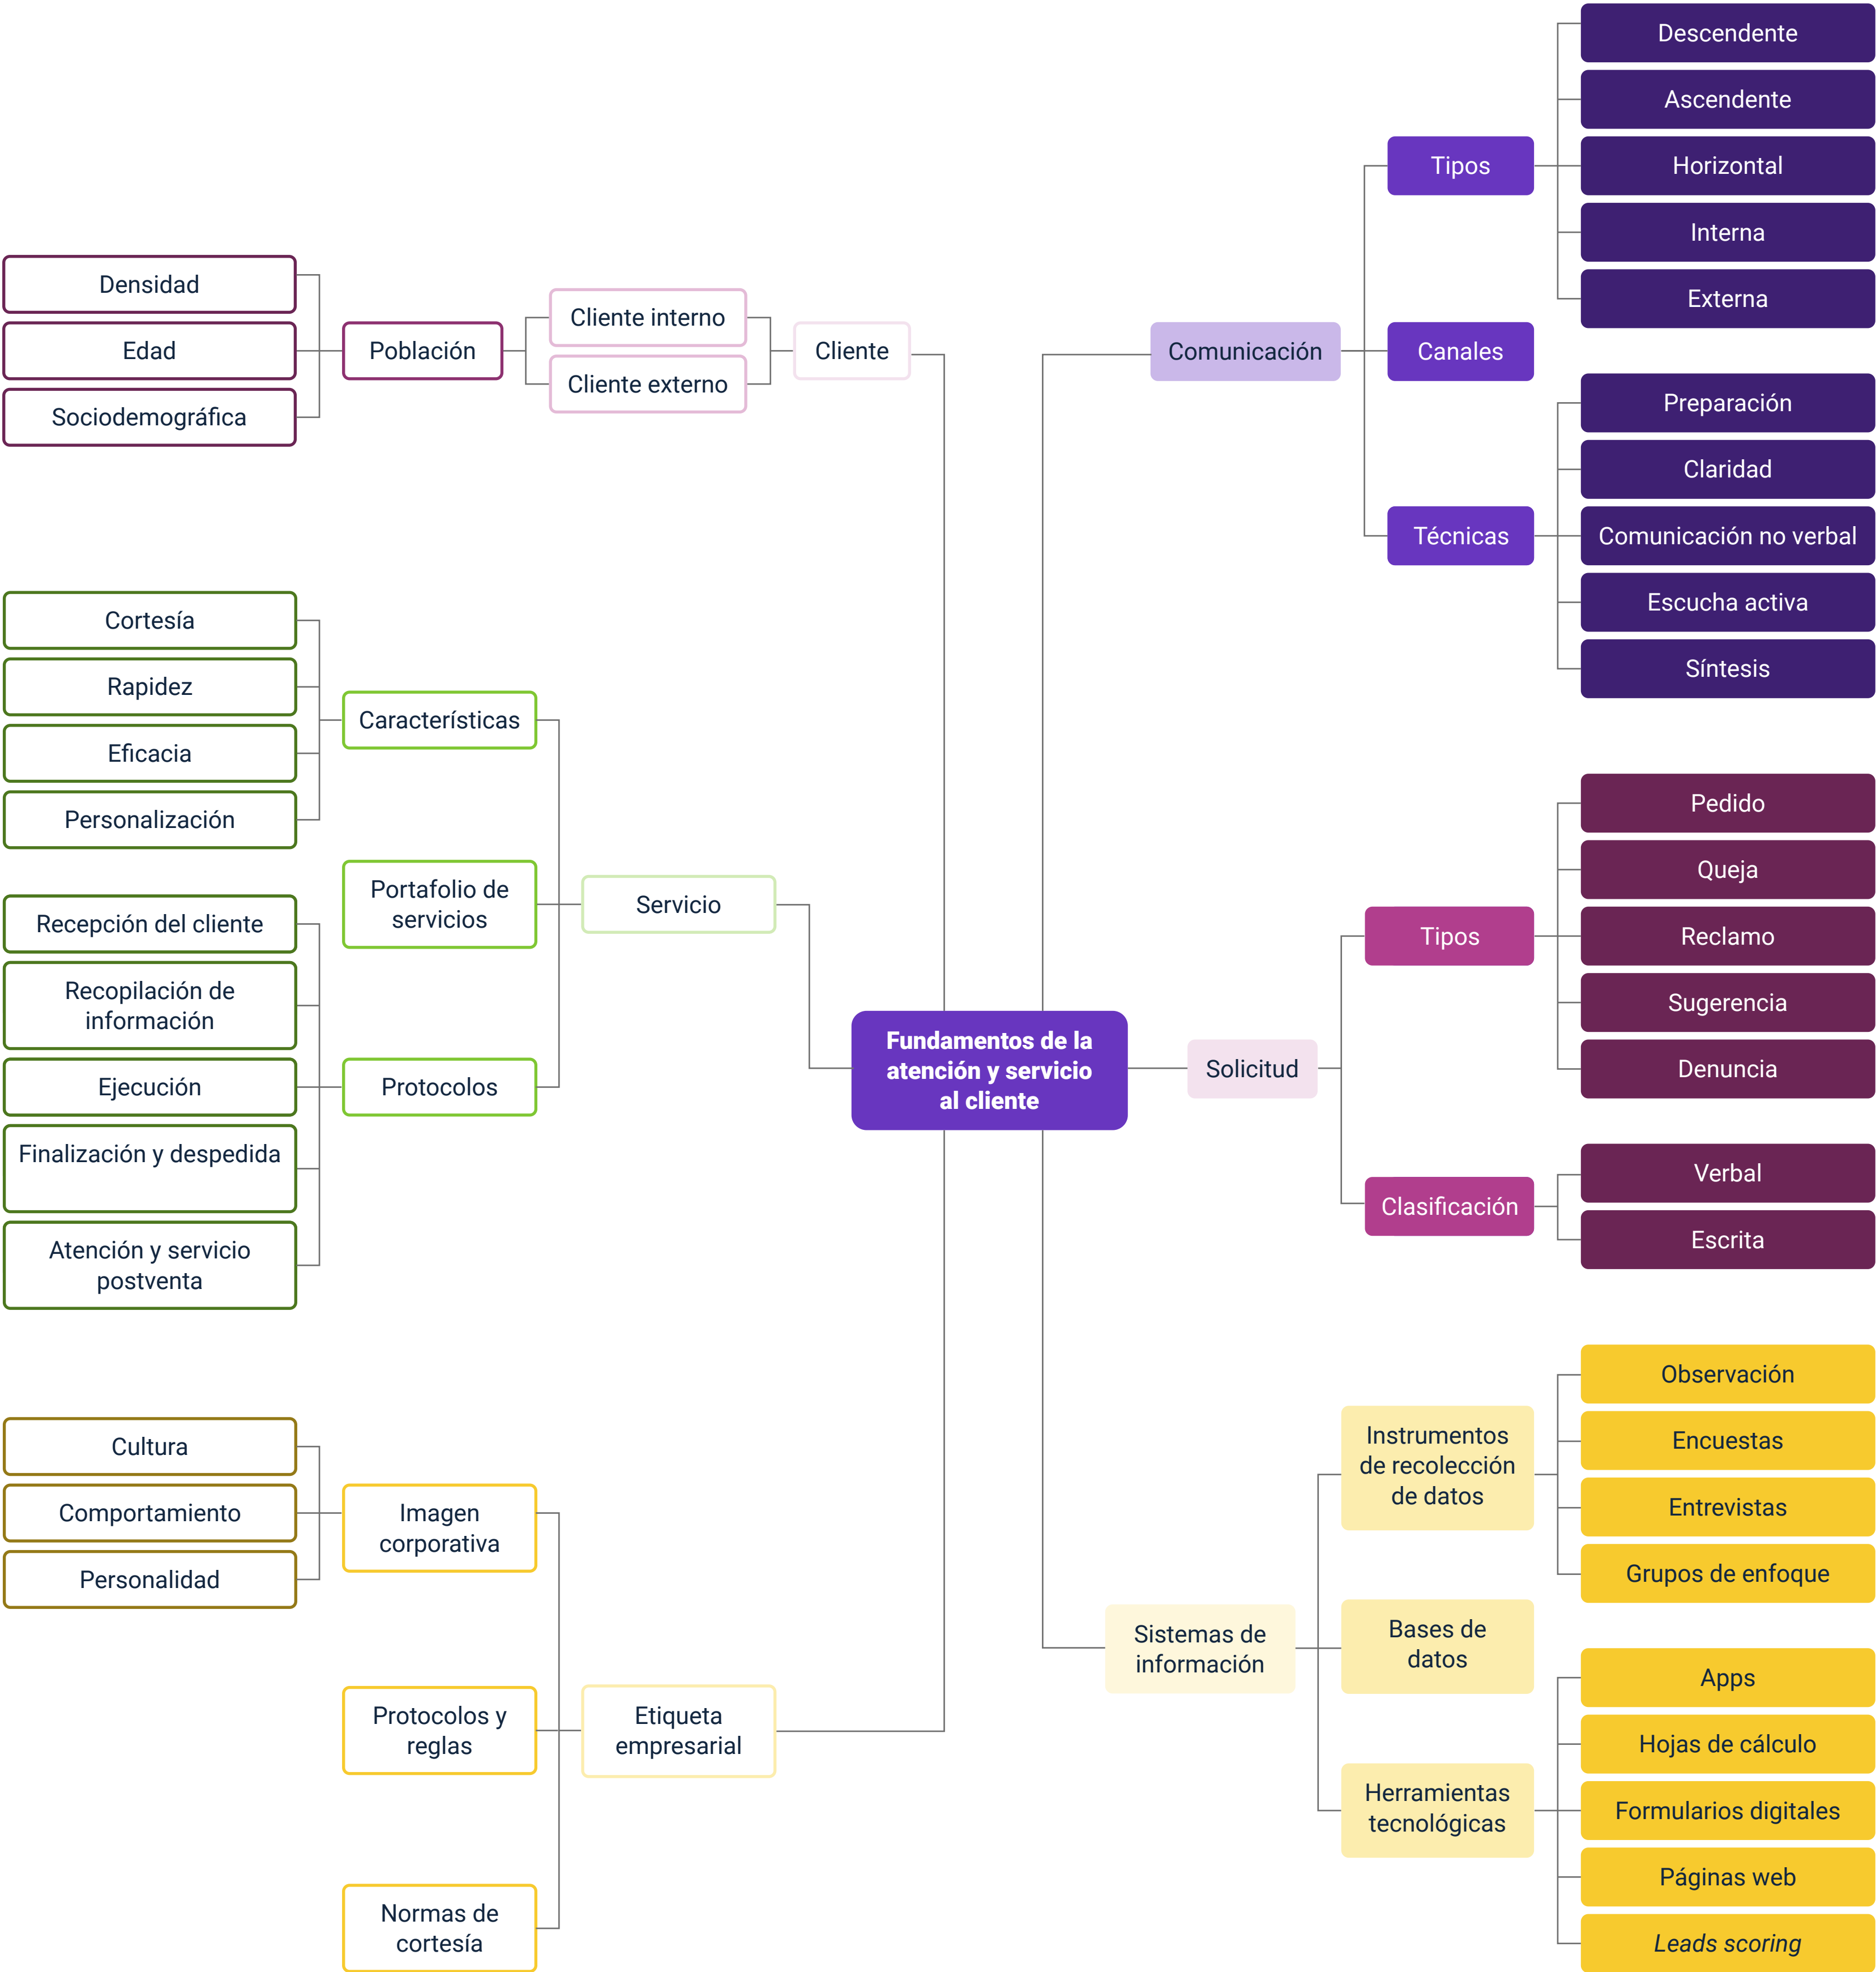 Fundamentos de la
atención y servicio
al cliente
Cliente
Cliente interno
Cliente externo
Población
Densidad
Edad
Sociodemográfica
Servicio
Características
Cortesía
Rapidez
Eficacia
Personalización
Portafolio de
servicios
Protocolos
Recepción del cliente
Recopilación de
información
Ejecución
Finalización y despedida
Atención y servicio
postventa
Etiqueta
empresarial
Imagen
corporativa
Cultura
Comportamiento
Personalidad
Protocolos y
reglas
Normas de
cortesía
Comunicación
Tipos
Descendente
Ascendente
Horizontal
Interna
Externa
Canales
Técnicas
Preparación
Claridad
Comunicación no verbal
Escucha activa
Síntesis
Solicitud
Tipos
Pedido
Queja
Reclamo
Sugerencia
Denuncia
Clasificación
Verbal
Escrita
Sistemas de
información
Instrumentos
de recolección
de datos
Observación
Encuestas
Entrevistas
Grupos de enfoque
Bases de
datos
Herramientas
tecnológicas
Apps
Hojas de cálculo
Formularios digitales
Páginas web
Leads scoring